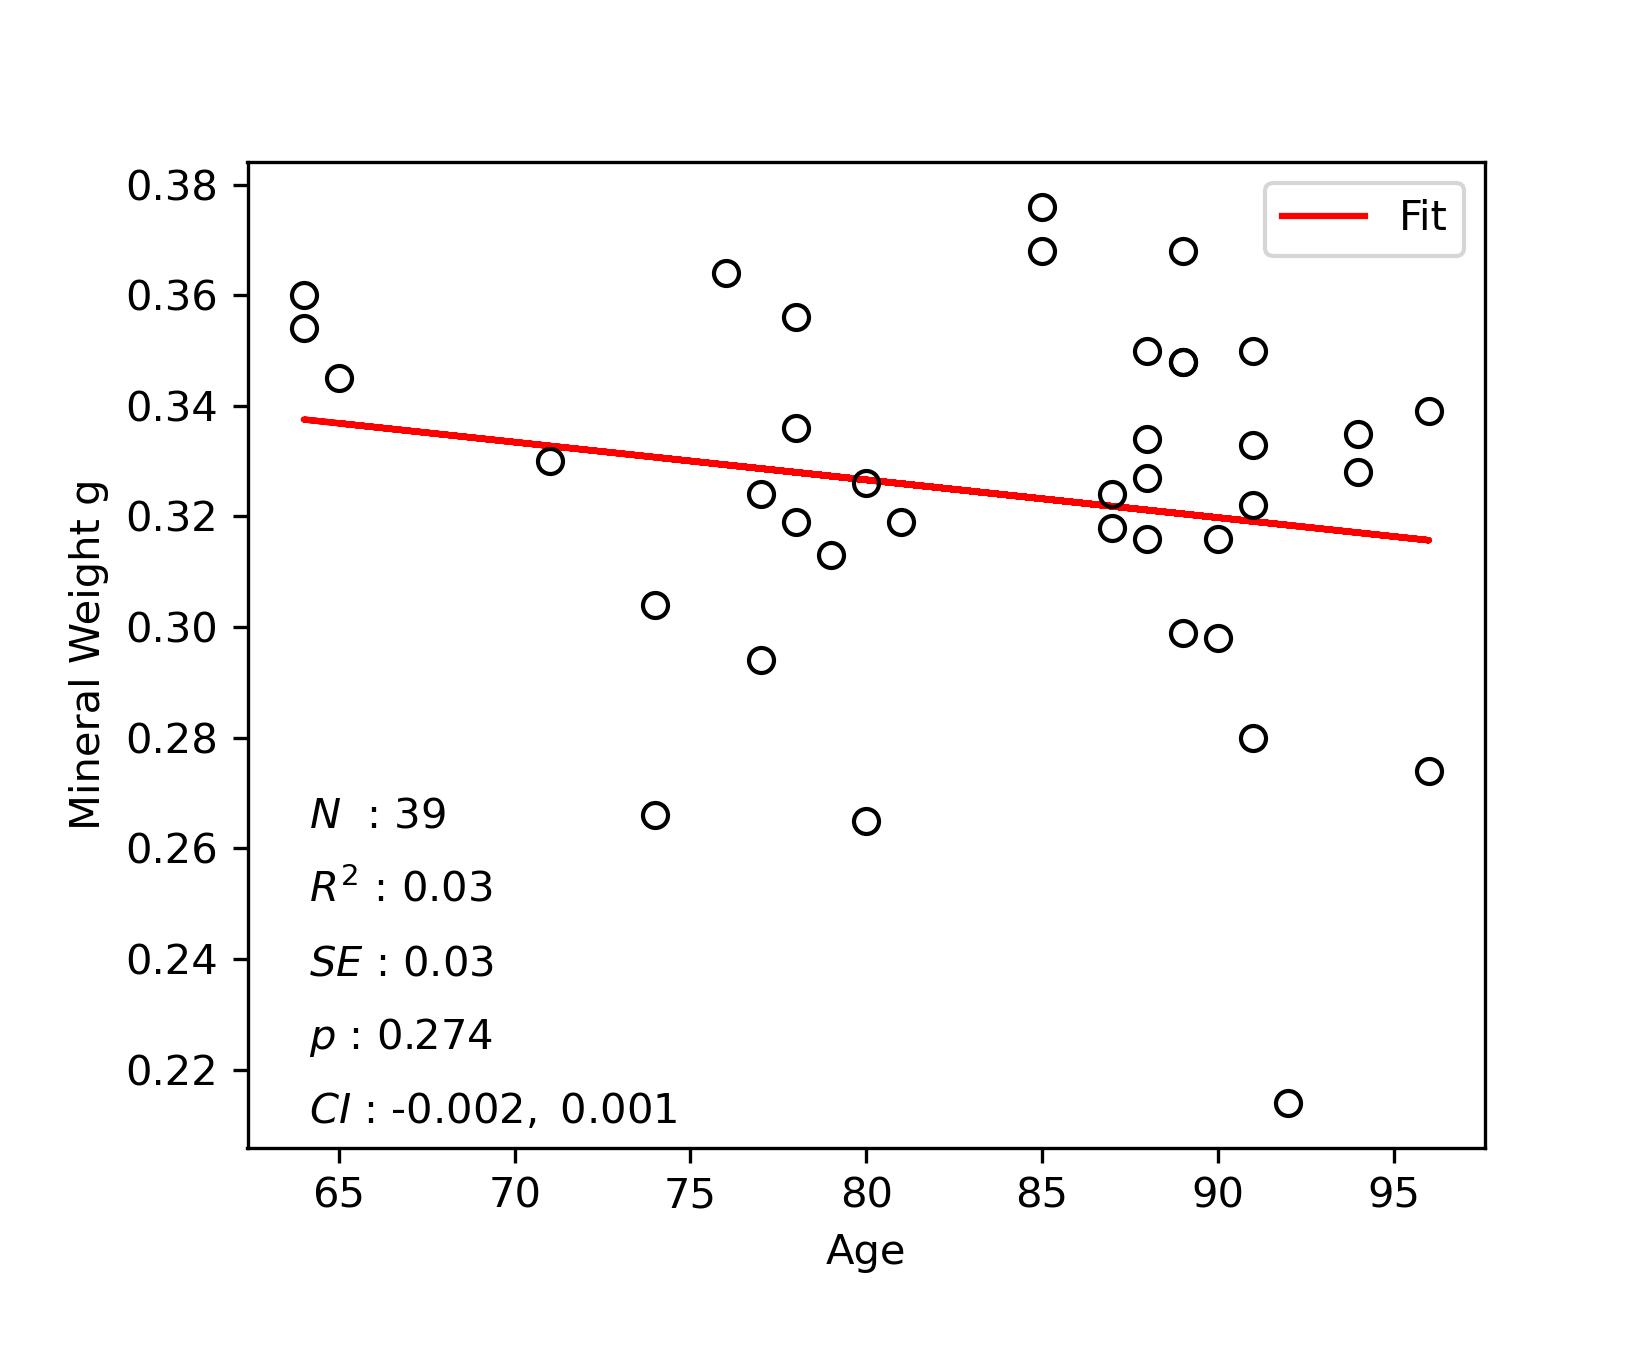 Fit
0.38
0.36
0.34
0.32
0.30
0.28
0.26
0.24
0.22
Mineral Weight g
N : 39
R² : 0.03
SE : 0.03
p : 0.274
CI : -0.002, 0.001
65 70 75 80 85 90 95
Age